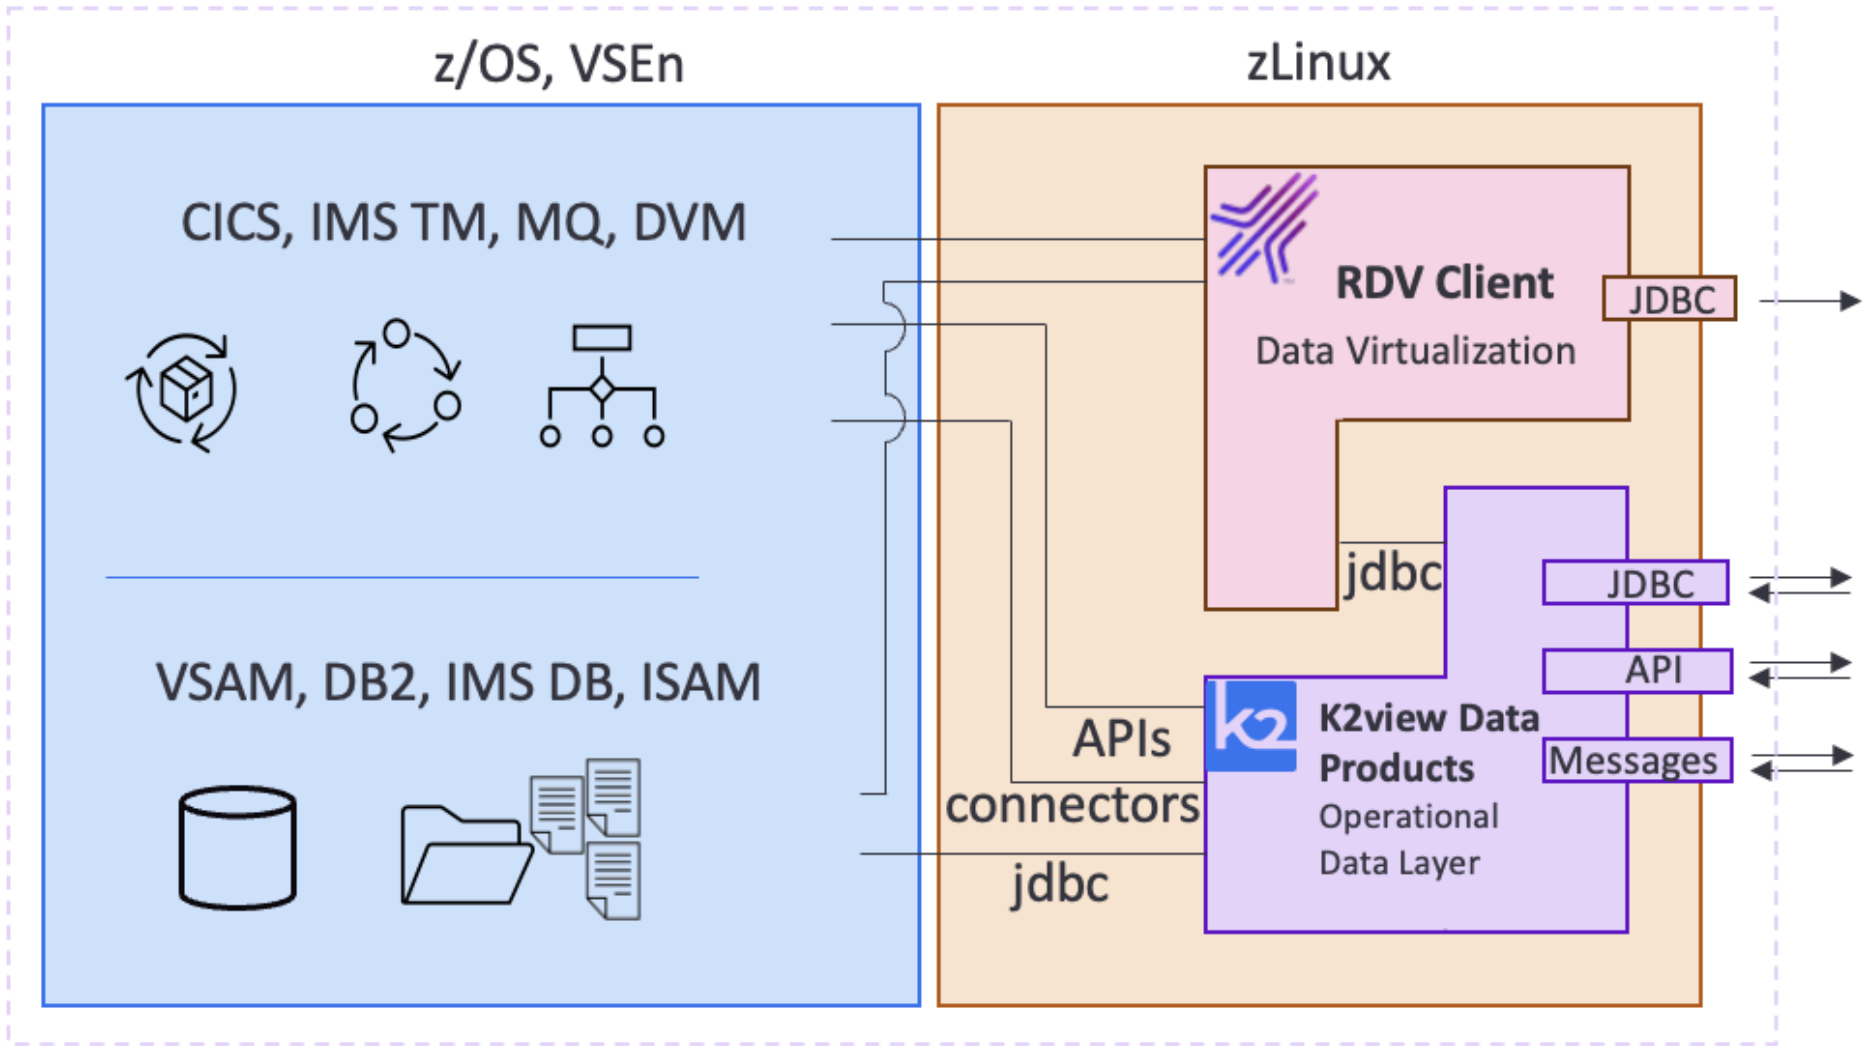 z/OS, VSEn
zLinux
CICS, IMS TM, MQ, DVM
RDV Client
Data Virtualization
JDBC
jdbc
JDBC
API
Messages
VSAM, DB2, IMS DB, ISAM
APIs
connectors
jdbc
k2
K2view Data
Products
Operational
Data Layer